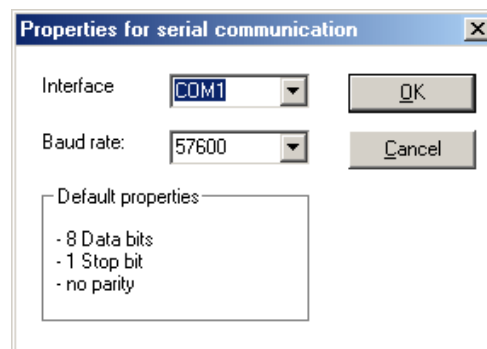 Properties for serial communication
Interface
COM1
OK
Baud rate:
57600
Cancel
Default properties
- 8 Data bits
- 1 Stop bit
- no parity